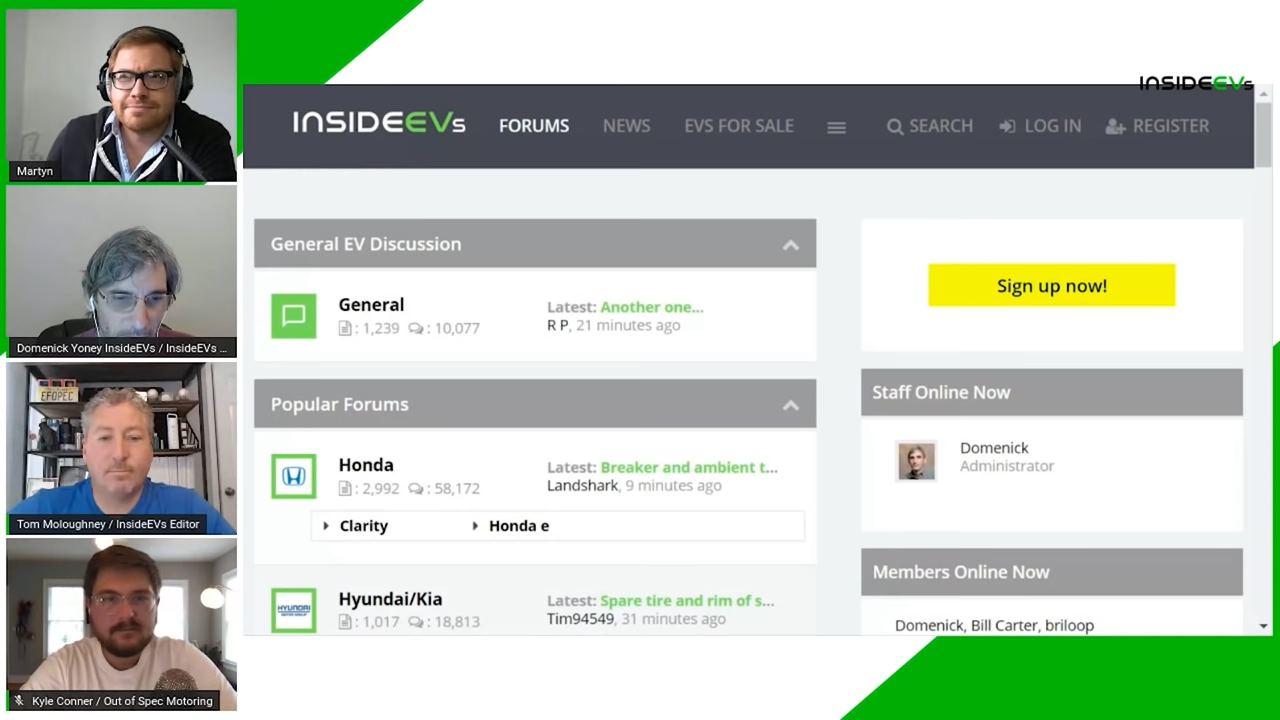 INSIDEEVs
INSIDEEVs FORUMS NEWS EVS FOR SALE SEARCH LOG IN REGISTER
General EV Discussion
General
: 1,239 : 10,077
Latest: Another one...
R P, 21 minutes ago
Sign up now!
Popular Forums
Honda
: 2,992 : 58,172
Latest: Breaker and ambient t...
Landshark, 9 minutes ago
Clarity Honda e
HYUNDAI
Hyundai/Kia
: 1,017 : 18,813
Latest: Spare tire and rim of s...
Tim94549, 31 minutes ago
Staff Online Now
Domenick
Administrator
Members Online Now
Domenick, Bill Carter, briloop
Martyn
Domenick Yoney InsideEVs / InsideEVs ...
EFOPEC
Tom Moloughney / InsideEVs Editor
Kyle Conner / Out of Spec Motoring